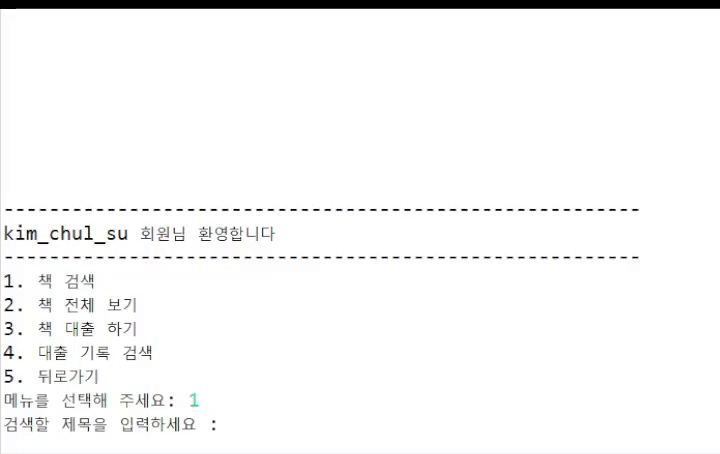 --------------------------------------------------------
kim_chul_su 회원님 환영합니다
--------------------------------------------------------
1. 책 검색
2. 책 전체 보기
3. 책 대출 하기
4. 대출 기록 검색
5. 뒤로가기
메뉴를 선택해 주세요: 1
검색할 제목을 입력하세요 :